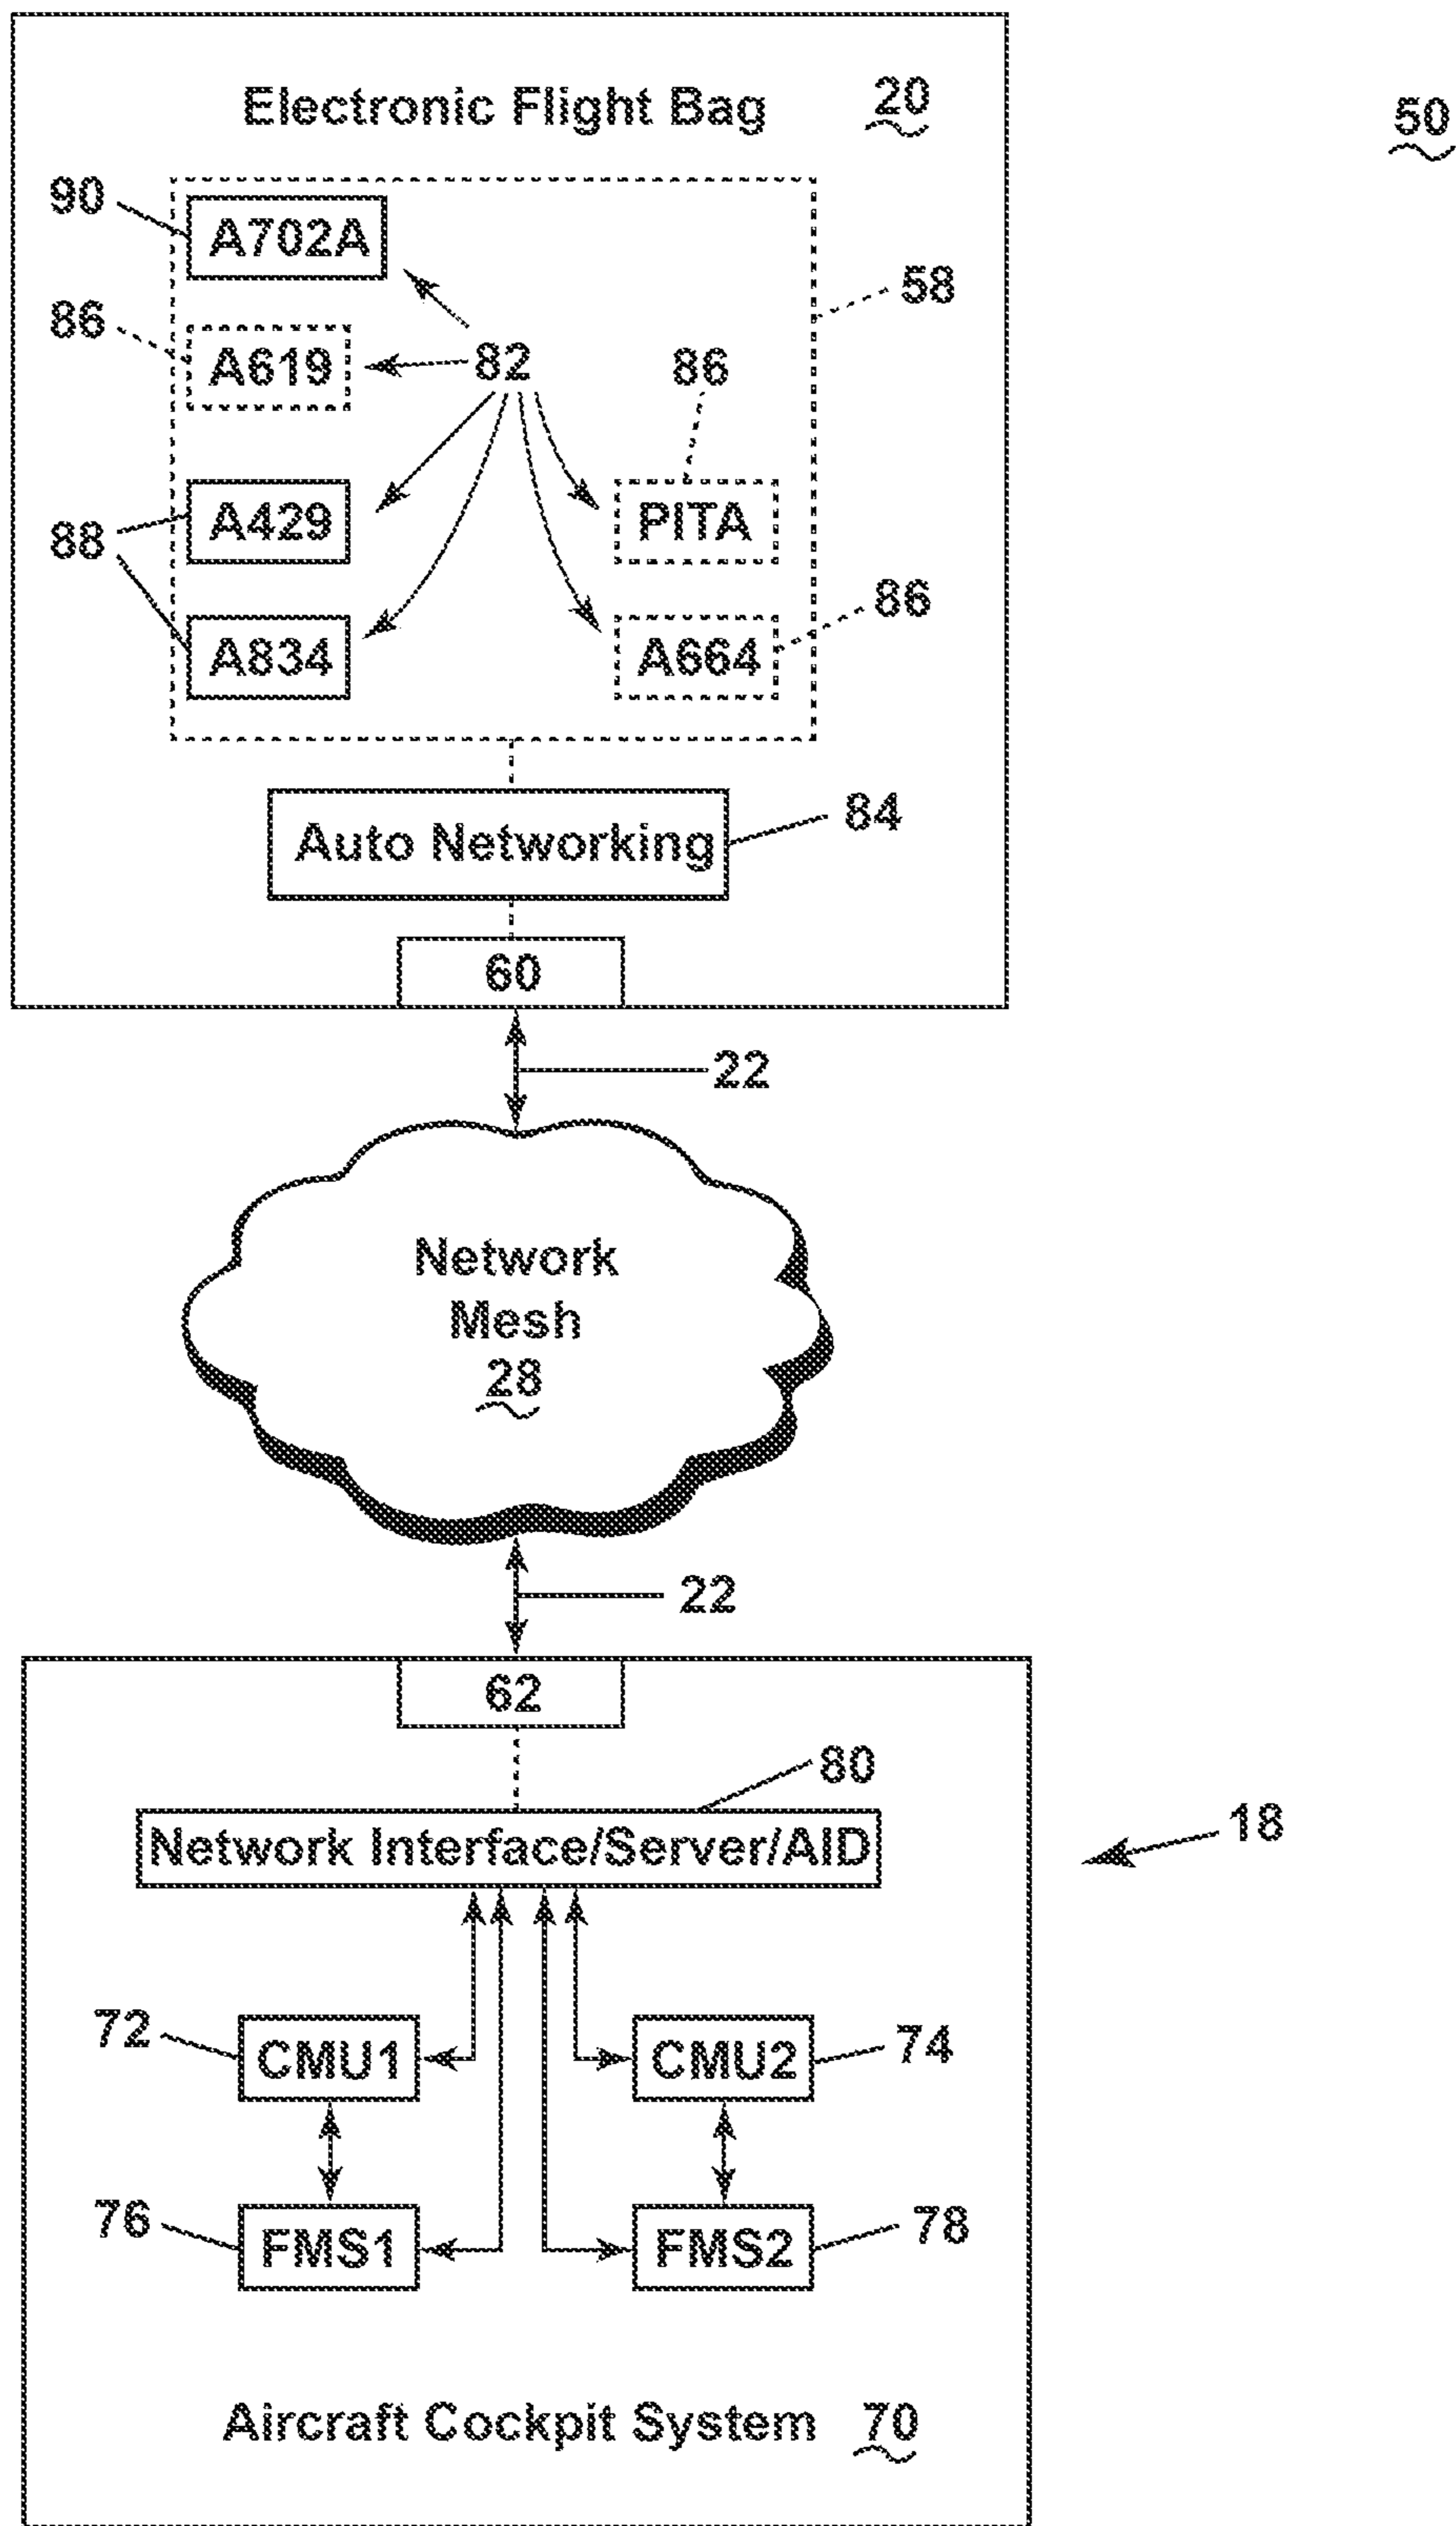 Electronic Flight Bag 20
50
90
A702A
58
86
A619
82
86
88
A429
PITA
A834
A664
86
Auto Networking
84
60
22
Network
Mesh
28
22
62
80
Network Interface/Server/AID
18
72
CMU1
CMU2
74
76
FMS1
FMS2
78
Aircraft Cockpit System 70